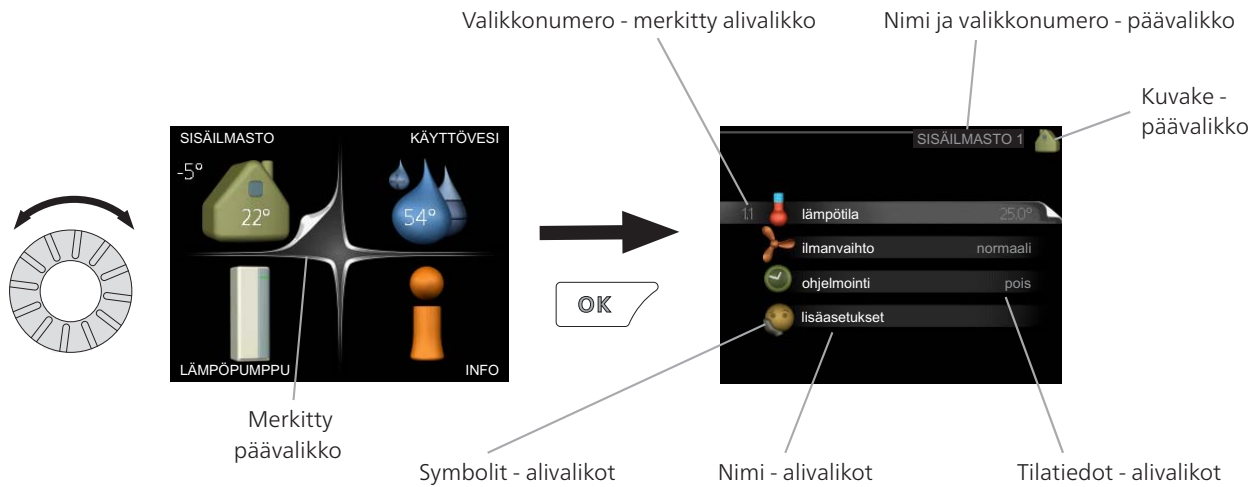 Valikkonumero - merkitty alivalikko
Nimi ja valikkonumero - päävalikko
Kuvake -
päävalikko
SISÄILMASTO
KÄYTTÖVESI
-5°
22°
54°
LÄMPÖPUMPPU
INFO
OK
SISÄILMASTO 1
1.1
lämpötila
25.0°
ilmanvaihto
normaali
ohjelmointi
pois
lisäasetukset
Merkitty
päävalikko
Symbolit - alivalikot
Nimi - alivalikot
Tilatiedot - alivalikot